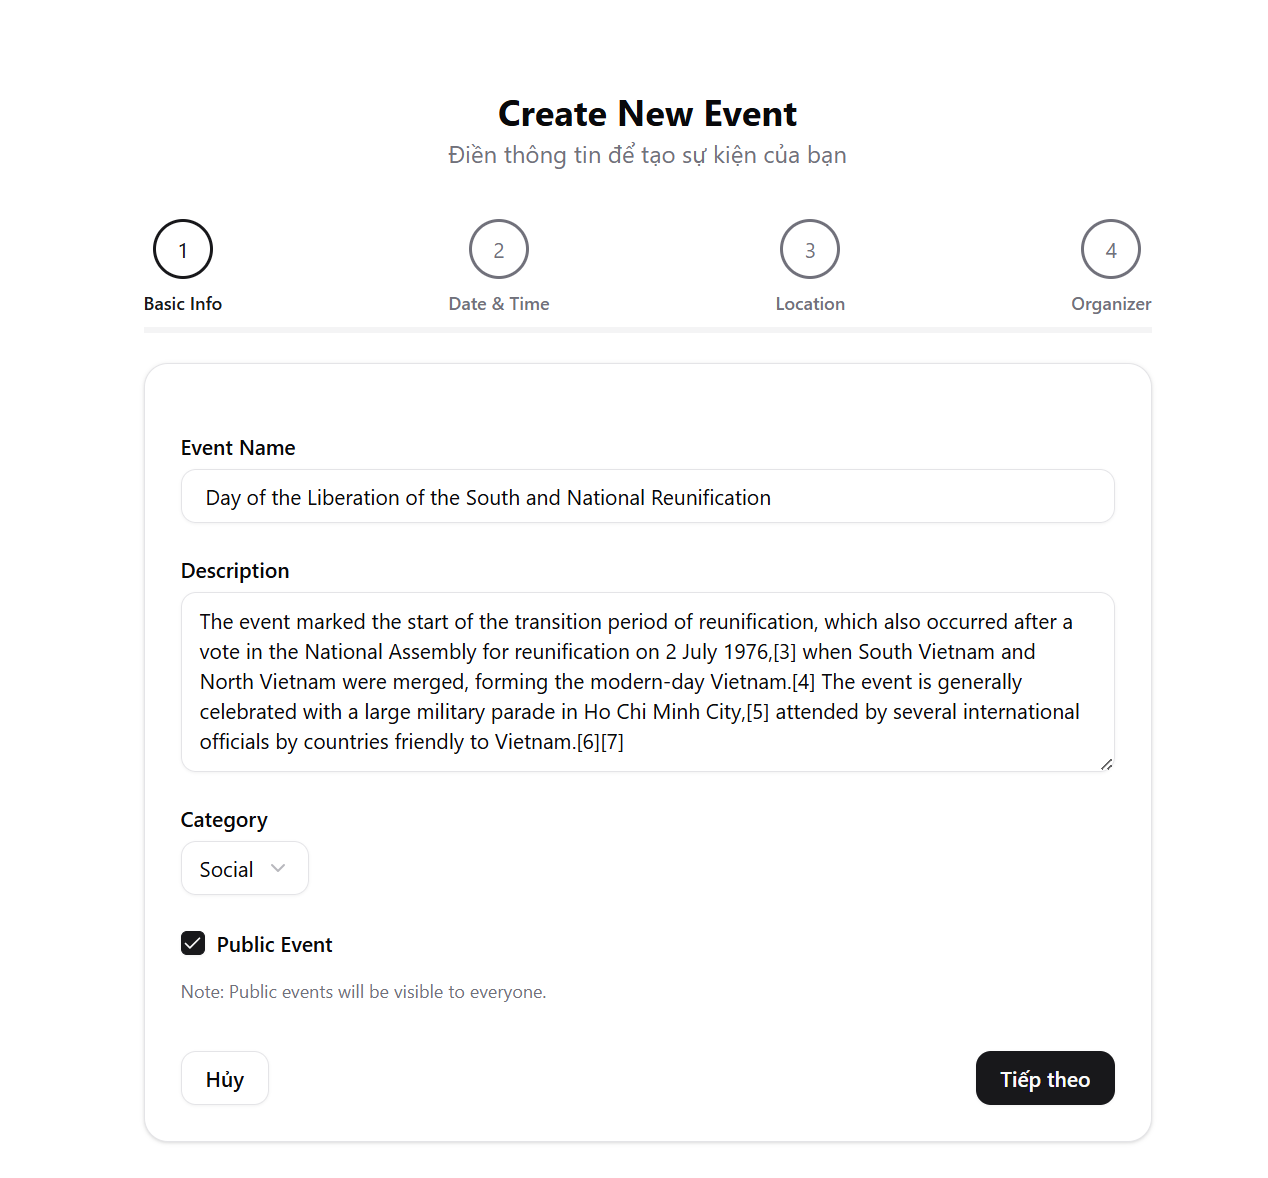 Create New Event
Điền thông tin để tạo sự kiện của bạn
1
2
3
4
Basic Info
Date & Time
Location
Organizer
Event Name
Day of the Liberation of the South and National Reunification
Description
The event marked the start of the transition period of reunification, which also occurred after a
vote in the National Assembly for reunification on 2 July 1976,[3] when South Vietnam and
North Vietnam were merged, forming the modern-day Vietnam.[4] The event is generally
celebrated with a large military parade in Ho Chi Minh City,[5] attended by several international
officials by countries friendly to Vietnam.[6][7]
Category
Social
Public Event
Note: Public events will be visible to everyone.
Hủy
Tiếp theo